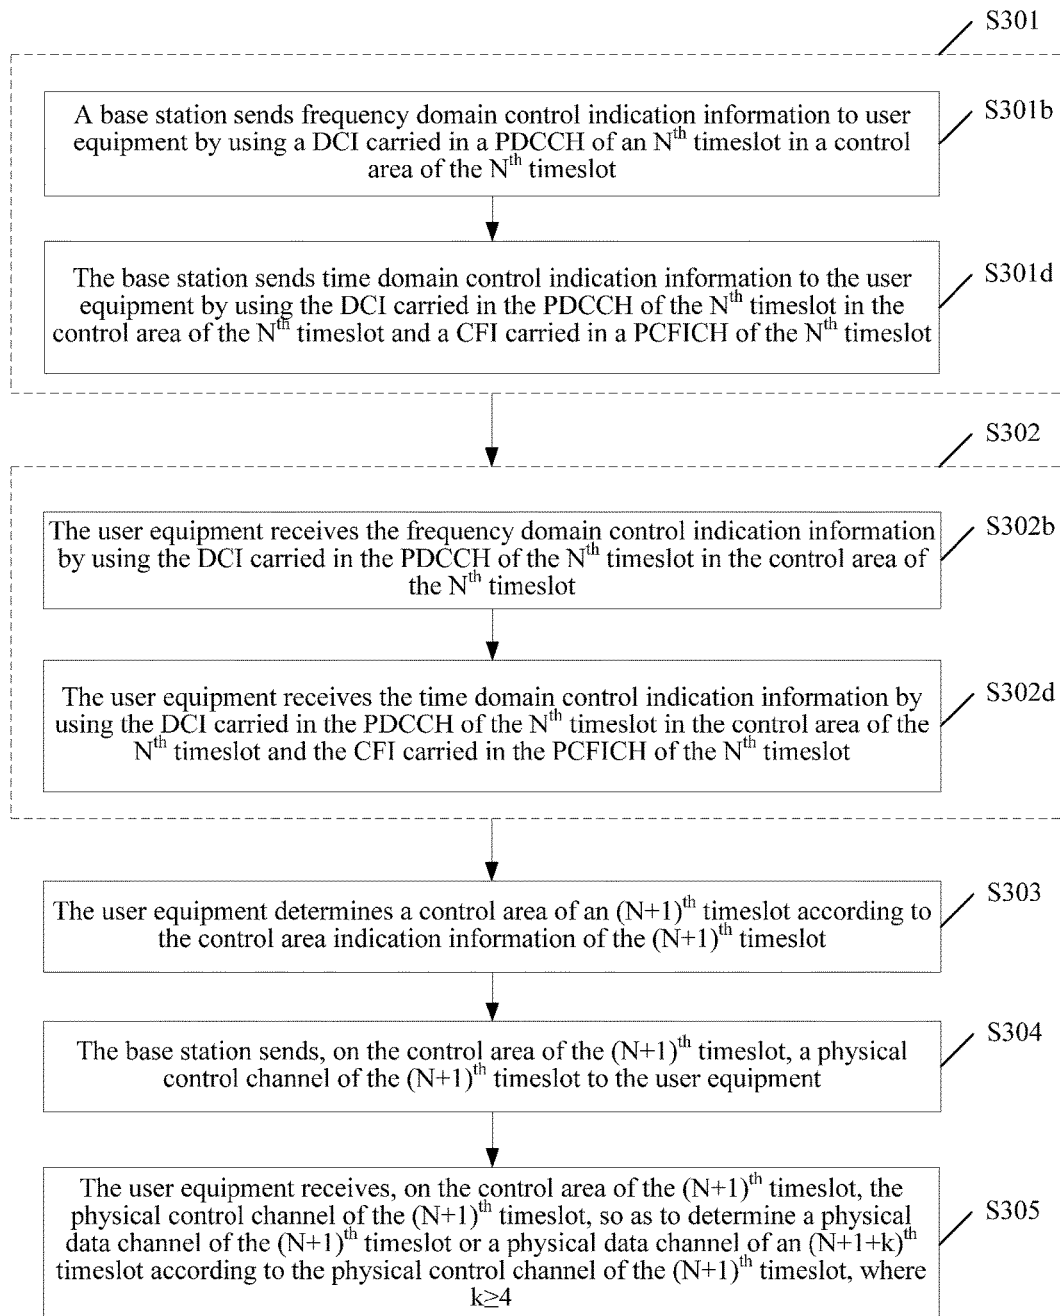 S301
A base station sends frequency domain control indication information to user
equipment by using a DCI carried in a PDCCH of an Nth timeslot in a control
area of the Nth timeslot
S301b
The base station sends time domain control indication information to the user
equipment by using the DCI carried in the PDCCH of the Nth timeslot in the
control area of the Nth timeslot and a CFI carried in a PCFICH of the Nth timeslot
S301d
S302
The user equipment receives the frequency domain control indication information
by using the DCI carried in the PDCCH of the Nth timeslot in the control area of
the Nth timeslot
S302b
The user equipment receives the time domain control indication information by
using the DCI carried in the PDCCH of the Nth timeslot in the control area of the
Nth timeslot and the CFI carried in the PCFICH of the Nth timeslot
S302d
The user equipment determines a control area of an (N+1)th timeslot according to
the control area indication information of the (N+1)th timeslot
S303
The base station sends, on the control area of the (N+1)th timeslot, a physical
control channel of the (N+1)th timeslot to the user equipment
S304
The user equipment receives, on the control area of the (N+1)th timeslot, the
physical control channel of the (N+1)th timeslot, so as to determine a physical
data channel of the (N+1)th timeslot or a physical data channel of an (N+1+k)th
timeslot according to the physical control channel of the (N+1)th timeslot, where
k≥4
S305